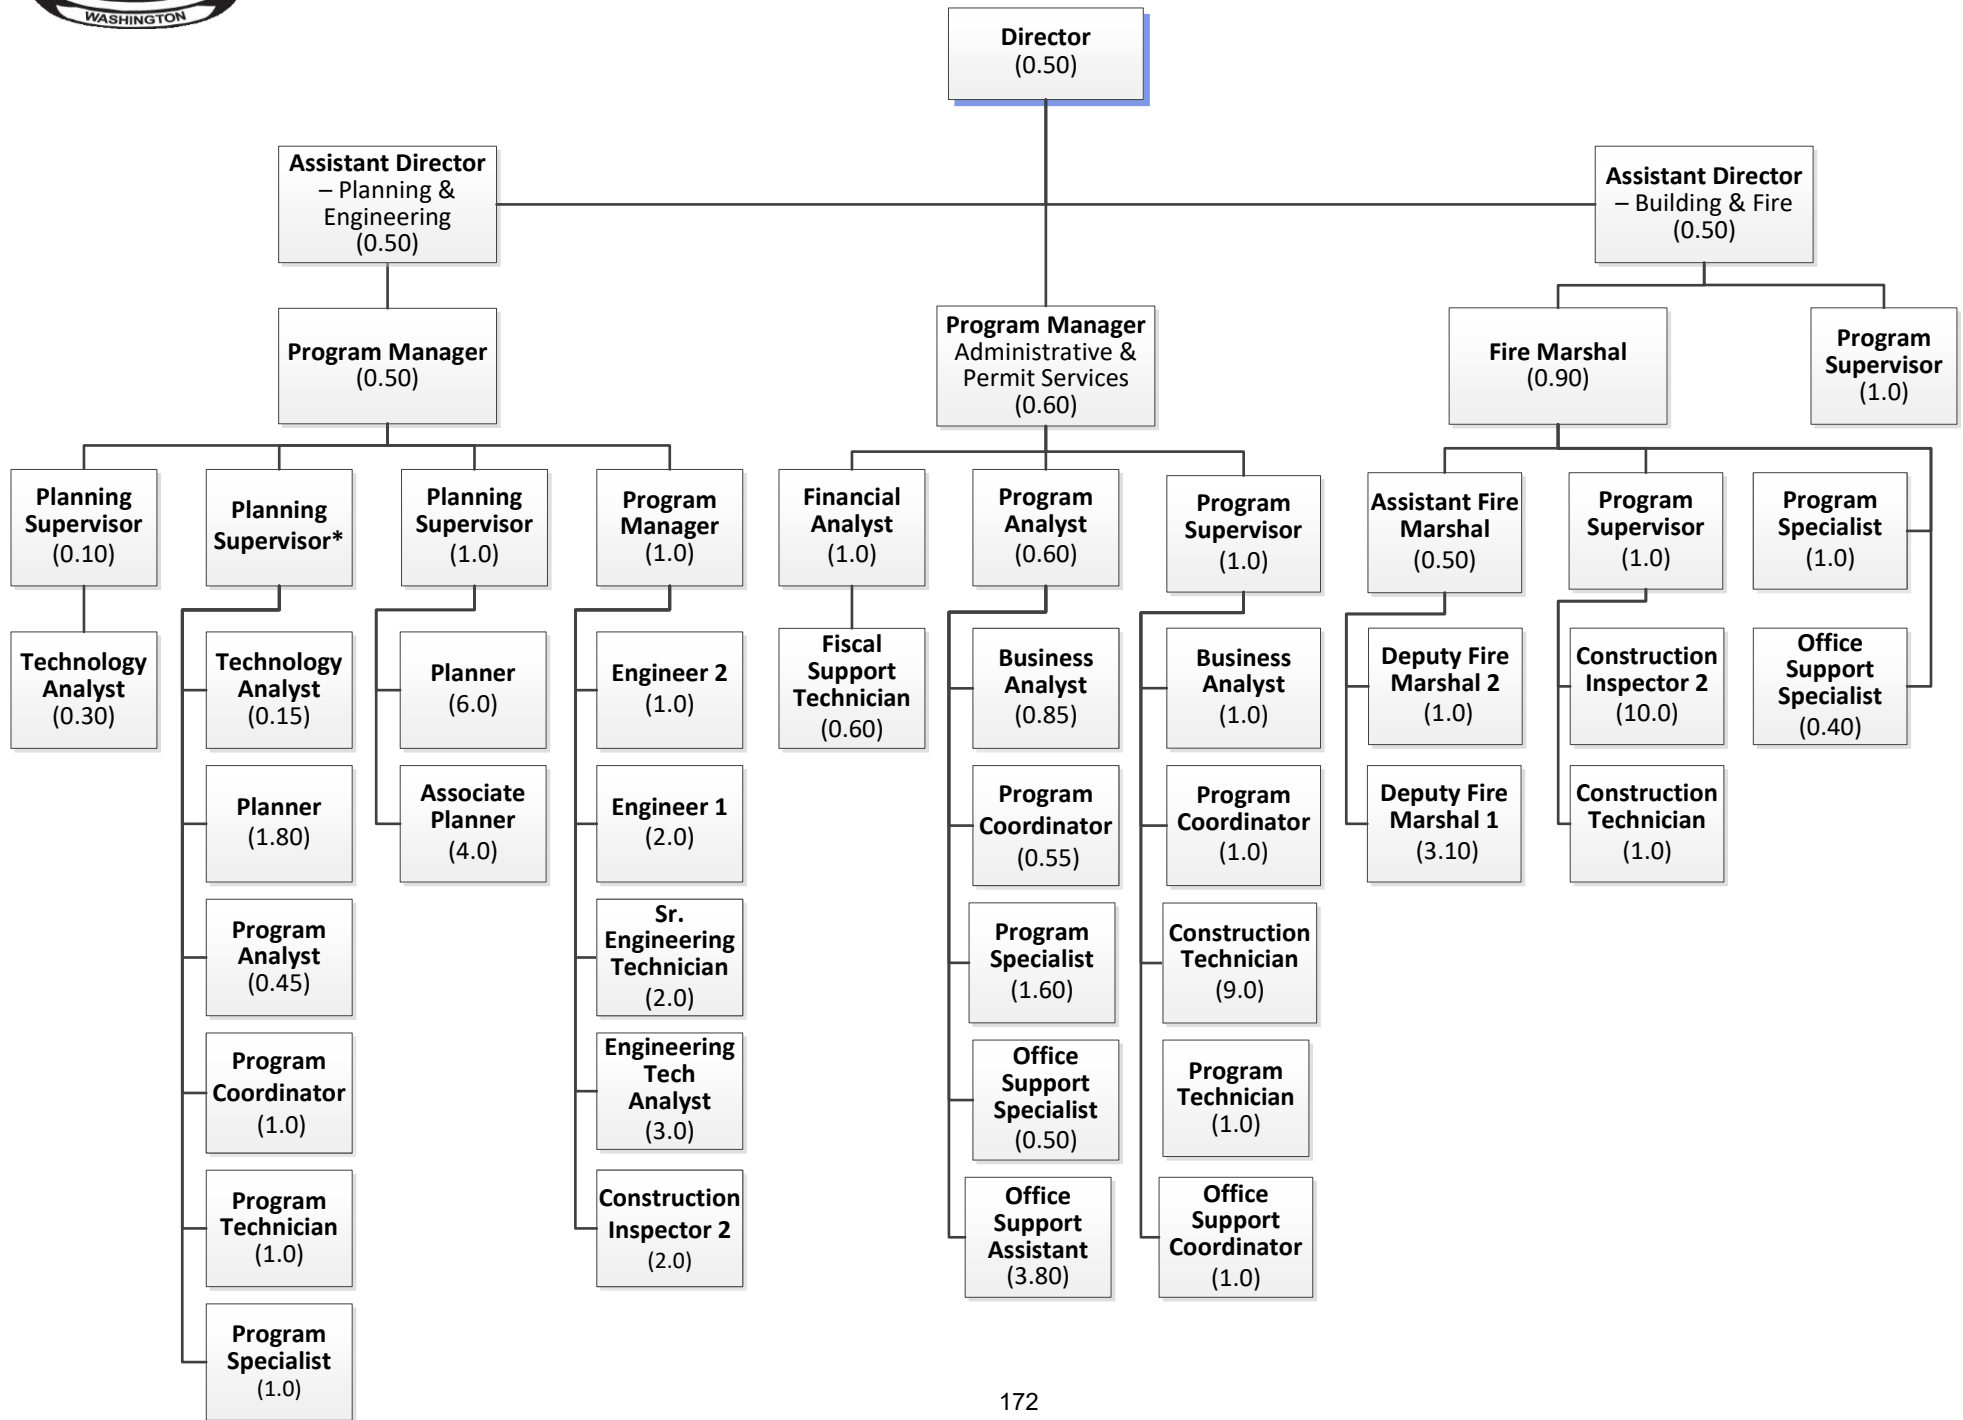 WASHINGTON
Director
(0.50)
Assistant Director
– Planning &
Engineering
(0.50)
Assistant Director
– Building & Fire
(0.50)
Program Manager
(0.50)
Program Manager
Administrative &
Permit Services
(0.60)
Fire Marshal
(0.90)
Program
Supervisor
(1.0)
Planning
Supervisor
(0.10)
Planning
Supervisor*
Planning
Supervisor
(1.0)
Program
Manager
(1.0)
Financial
Analyst
(1.0)
Program
Analyst
(0.60)
Program
Supervisor
(1.0)
Assistant Fire
Marshal
(0.50)
Program
Supervisor
(1.0)
Program
Specialist
(1.0)
Technology
Analyst
(0.30)
Technology
Analyst
(0.15)
Planner
(6.0)
Engineer 2
(1.0)
Fiscal
Support
Technician
(0.60)
Business
Analyst
(0.85)
Business
Analyst
(1.0)
Deputy Fire
Marshal 2
(1.0)
Construction
Inspector 2
(10.0)
Office
Support
Specialist
(0.40)
Planner
(1.80)
Associate
Planner
(4.0)
Engineer 1
(2.0)
Program
Coordinator
(0.55)
Program
Coordinator
(1.0)
Deputy Fire
Marshal 1
(3.10)
Construction
Technician
(1.0)
Program
Analyst
(0.45)
Sr.
Engineering
Technician
(2.0)
Program
Specialist
(1.60)
Construction
Technician
(9.0)
Program
Coordinator
(1.0)
Engineering
Tech
Analyst
(3.0)
Office
Support
Specialist
(0.50)
Program
Technician
(1.0)
Program
Technician
(1.0)
Construction
Inspector 2
(2.0)
Office
Support
Assistant
(3.80)
Office
Support
Coordinator
(1.0)
Program
Specialist
(1.0)
172